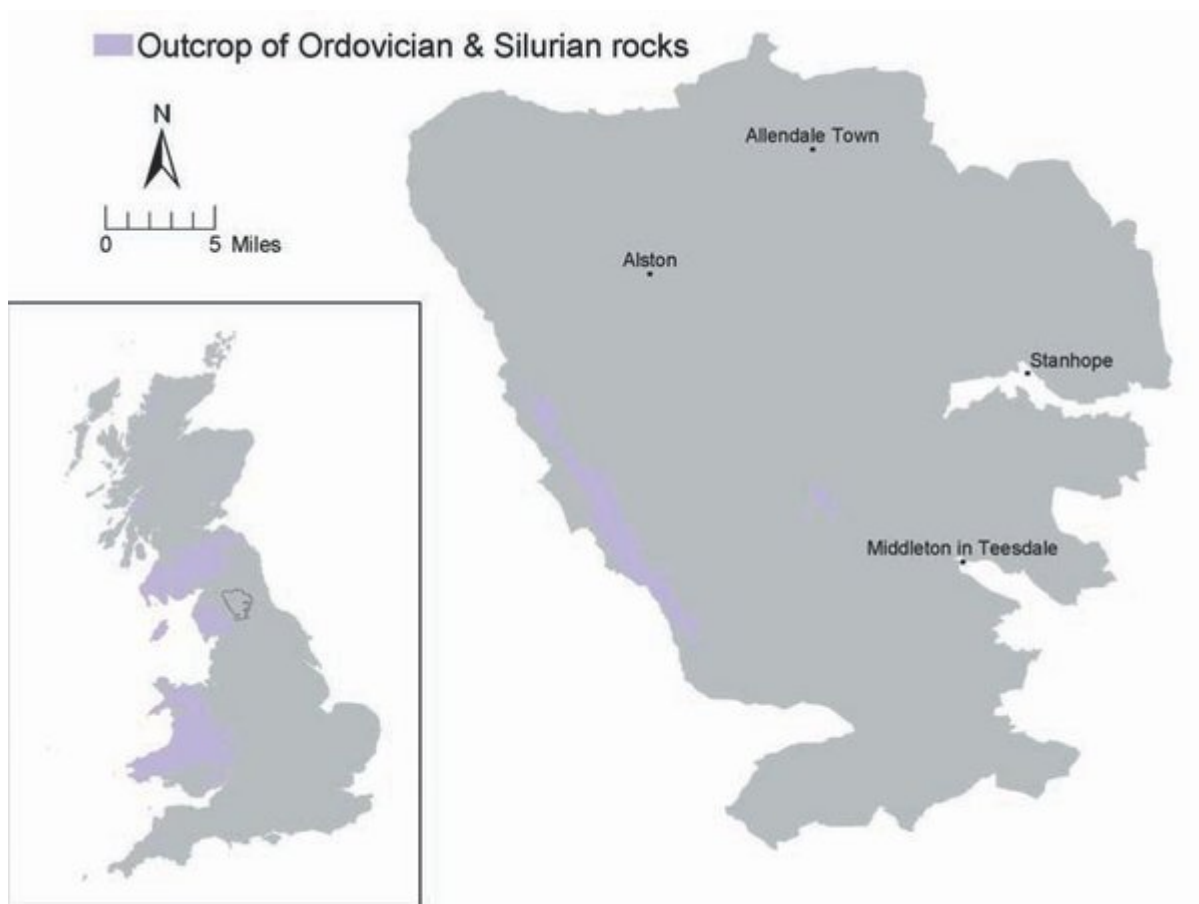 Outcrop of Ordovician & Silurian rocks
N
0 5 Miles
Allendale Town
Alston
Stanhope
Middleton in Teesdale